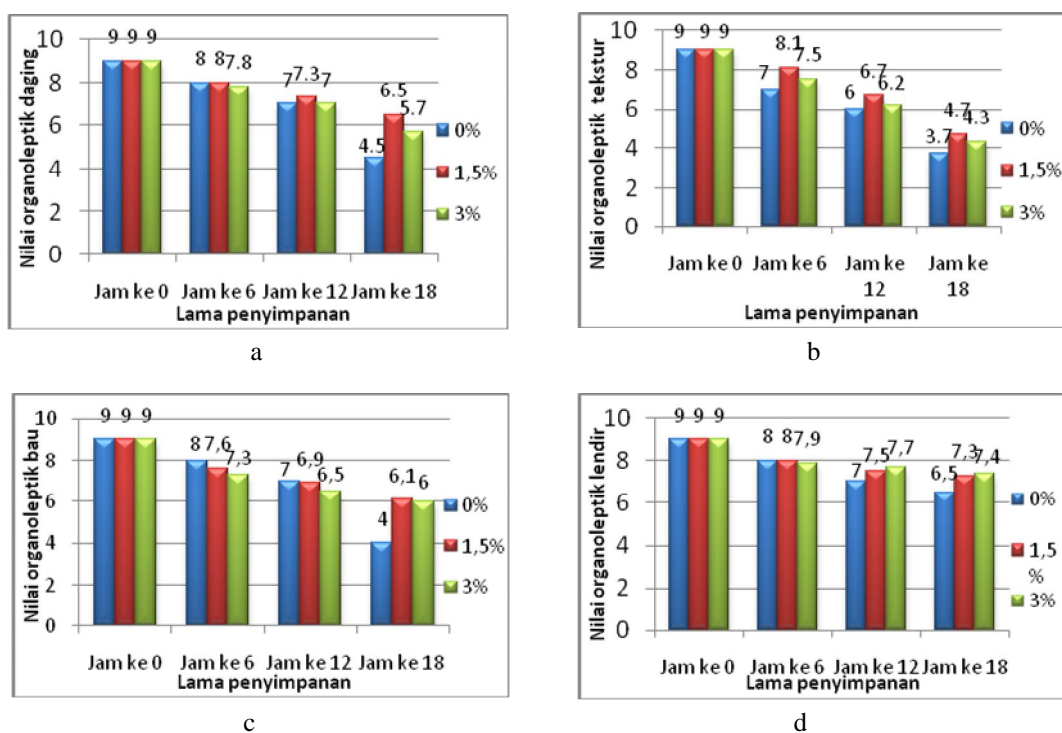 Nilai organoleptik daging
10
8
6
4
2
0
9 9 9
8 8 7.8
7 7.3 7
4.5 6.5 5.7
Jam ke 0 Jam ke 6 Jam ke 12 Jam ke 18
Lama penyimpanan
0%
1,5%
3%
a
Nilai organoleptik tekstur
10
8
6
4
2
0
9 9 9
7 8.1 7.5
6 6.7 6.2
3.7 4.7 4.3
Jam ke 0 Jam ke 6 Jam ke Jam ke
12 18
Lama penyimpanan
0%
1,5%
3%
b
Nilai organoleptik bau
10
8
6
4
2
0
9 9 9
8 7,6 7,3
7 6,9 6,5
4 6,1 6
Jam ke 0 Jam ke 6 Jam ke 12 Jam ke 18
Lama penyimpanan
0%
1,5%
3%
c
Nilai organoleptik lendir
10
8
6
4
2
0
9 9 9
8 8 7,9
7 7,5 7,7
6,5 7,3 7,4
Jam ke 0 Jam ke 6 Jam ke 12 Jam ke 18
Lama penyimpanan
0%
1,5
%
3%
d